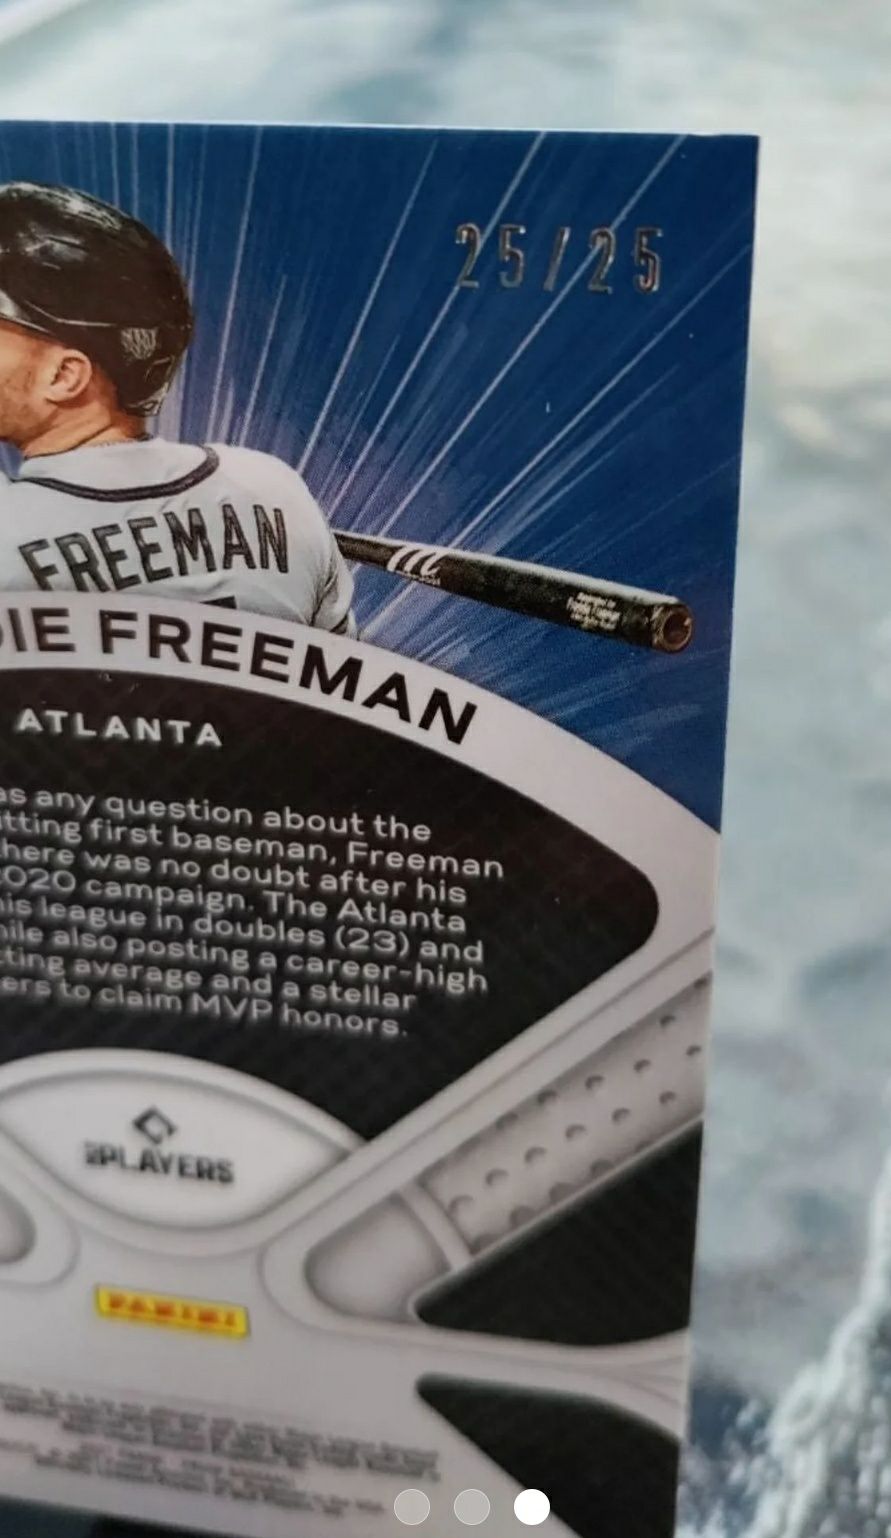 25/25
FREEMAN
DIE FREEMAN
ATLANTA
as any question about the
itting first baseman, Freeman
here was no doubt after his
2020 campaign. The Atlanta
his league in doubles (23) and
hile also posting a career-high
tting average and a stellar
ers to claim MVP honors.
PLAYERS
PANINI